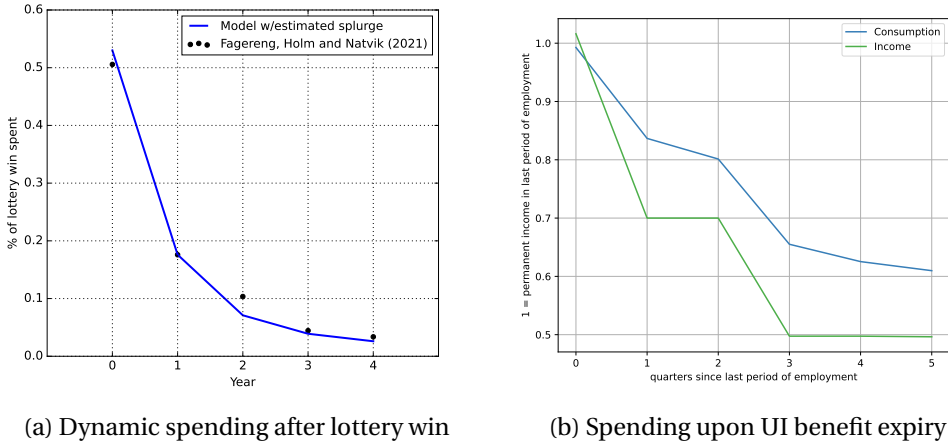 0.6
0.5
0.4
0.3
0.2
0.1
0.0
% of lottery win spent
Model w/estimated splurge
Fagereng, Holm and Natvik (2021)
0 1 2 3 4
Year
(a) Dynamic spending after lottery win
1.0
0.9
0.8
0.7
0.6
0.5
1 = permanent income in last period of employment
Consumption
Income
0 1 2 3 4 5
quarters since last period of employment
(b) Spending upon UI benefit expiry